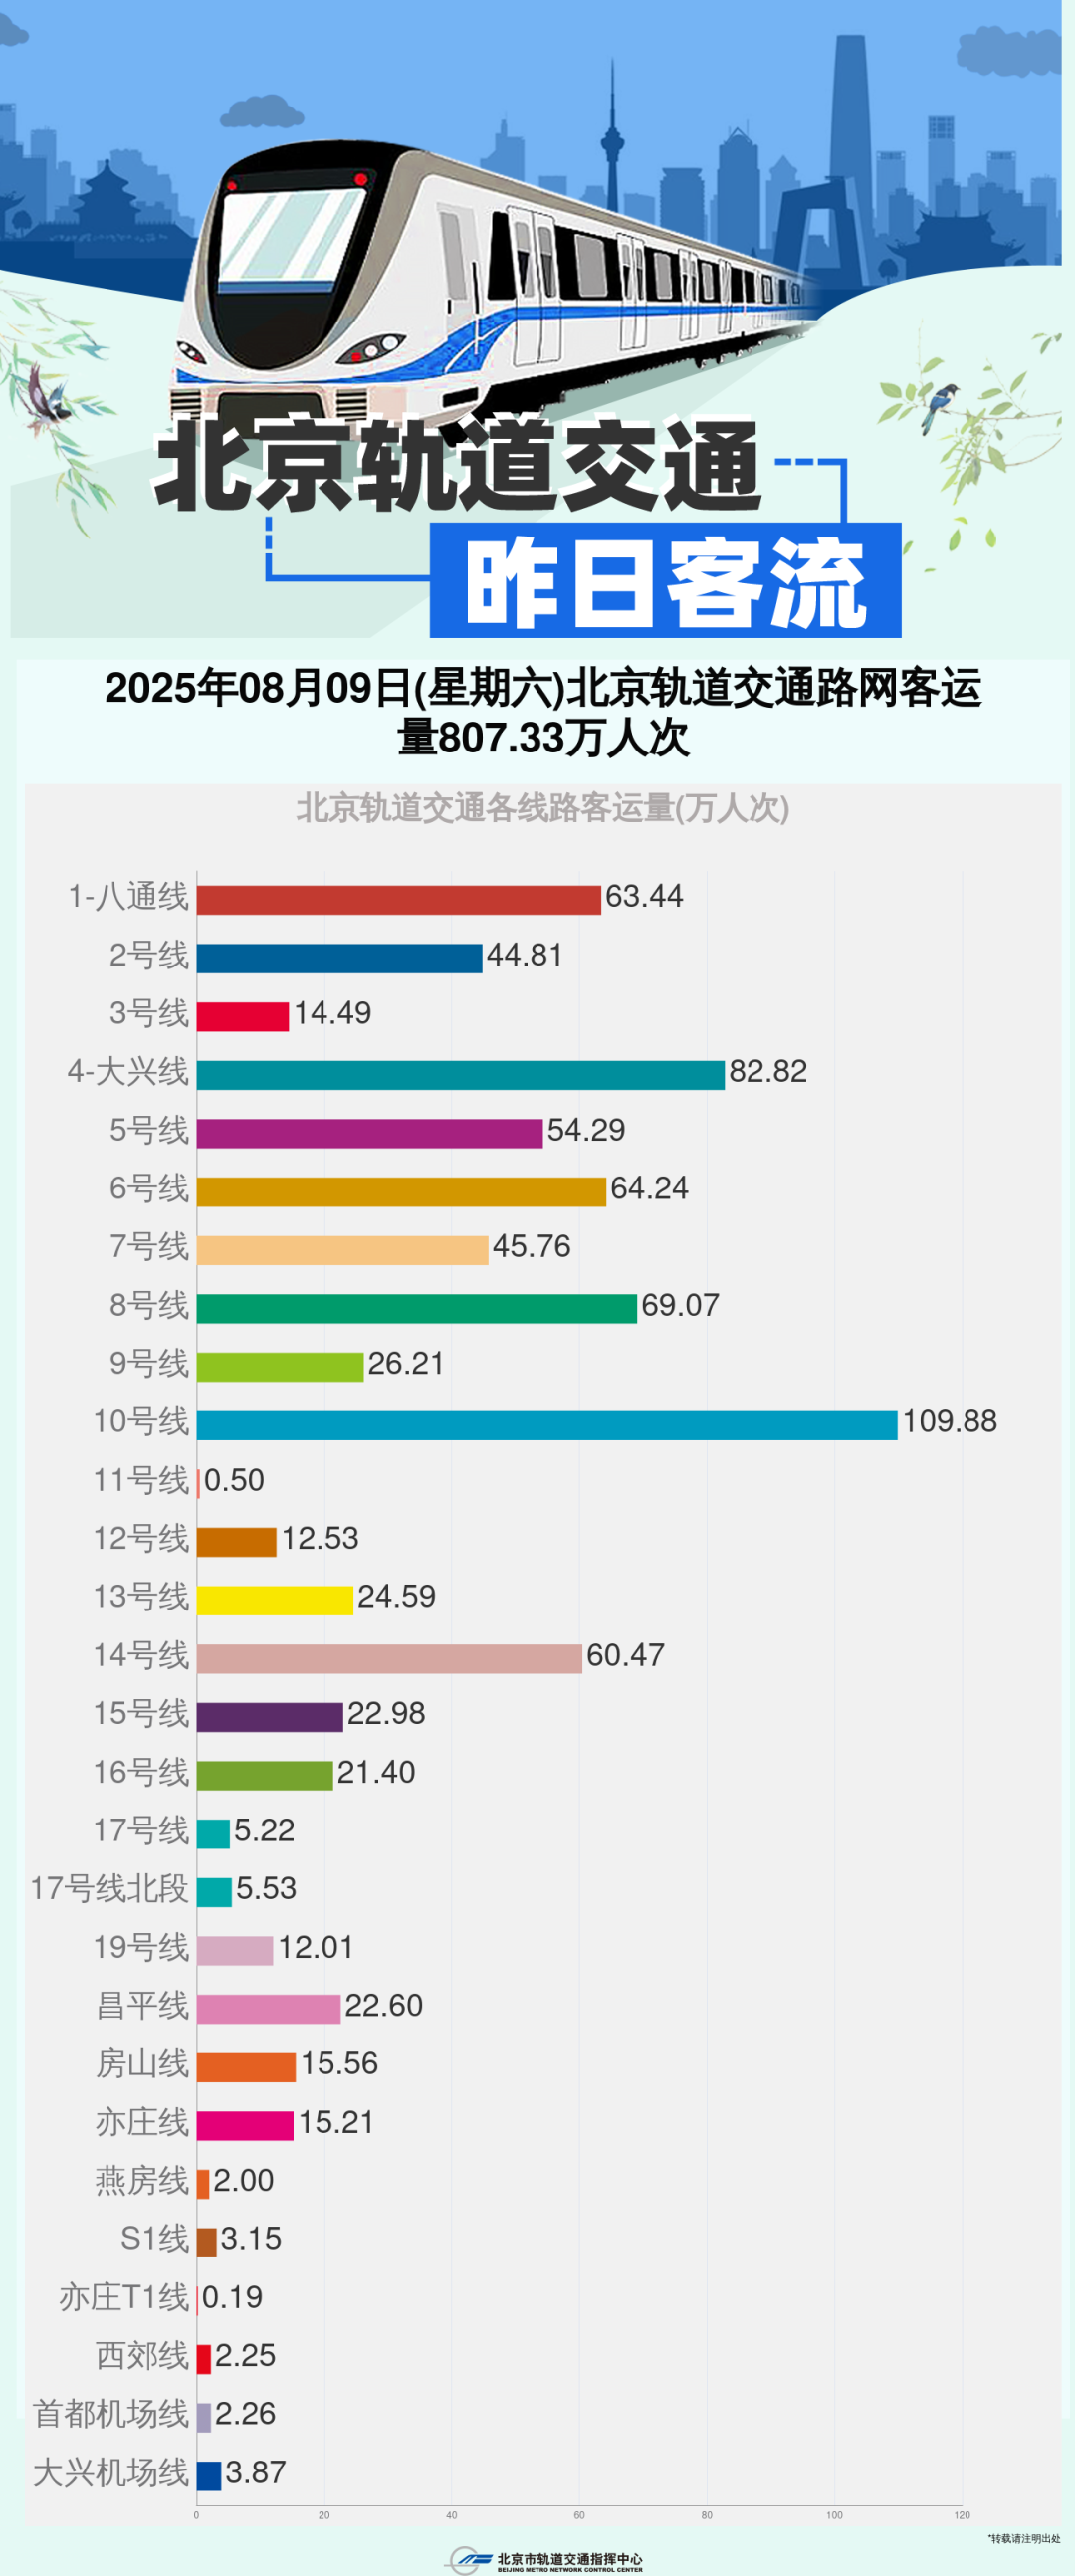 北京轨道交通
昨日客流
2025年08月09日(星期六)北京轨道交通路网客运
量807.33万人次
北京轨道交通各线路客运量(万人次)
1-八通线 63.44
2号线 44.81
3号线 14.49
4-大兴线 82.82
5号线 54.29
6号线 64.24
7号线 45.76
8号线 69.07
9号线 26.21
10号线 109.88
11号线 0.50
12号线 12.53
13号线 24.59
14号线 60.47
15号线 22.98
16号线 21.40
17号线 5.22
17号线北段 5.53
19号线 12.01
昌平线 22.60
房山线 15.56
亦庄线 15.21
燕房线 2.00
S1线 3.15
亦庄T1线 0.19
西郊线 2.25
首都机场线 2.26
大兴机场线 3.87
0 20 40 60 80 100 120
*转载请注明出处
北京市轨道交通指挥中心
BEIJING METRO NETWORK CONTROL CENTER